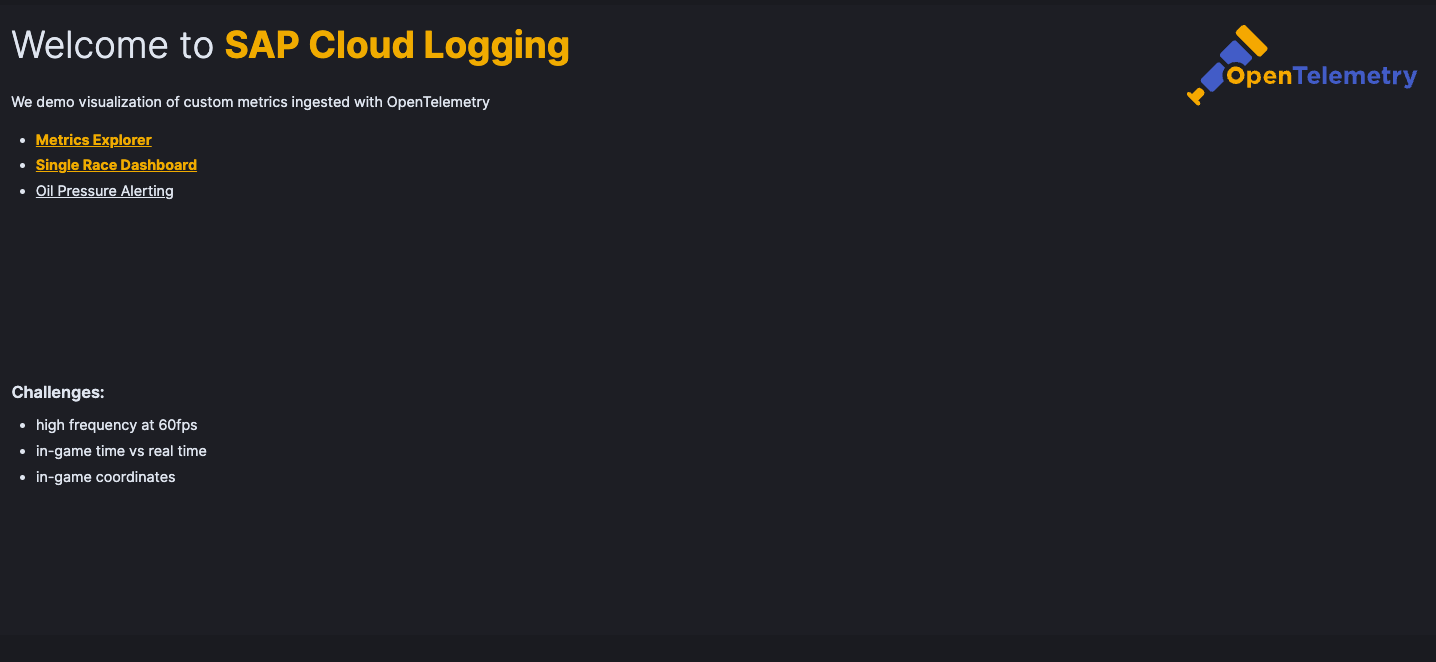 Welcome to SAP Cloud Logging
OpenTelemetry
We demo visualization of custom metrics ingested with OpenTelemetry
Metrics Explorer
Single Race Dashboard
Oil Pressure Alerting
Challenges:
high frequency at 60fps
in-game time vs real time
in-game coordinates